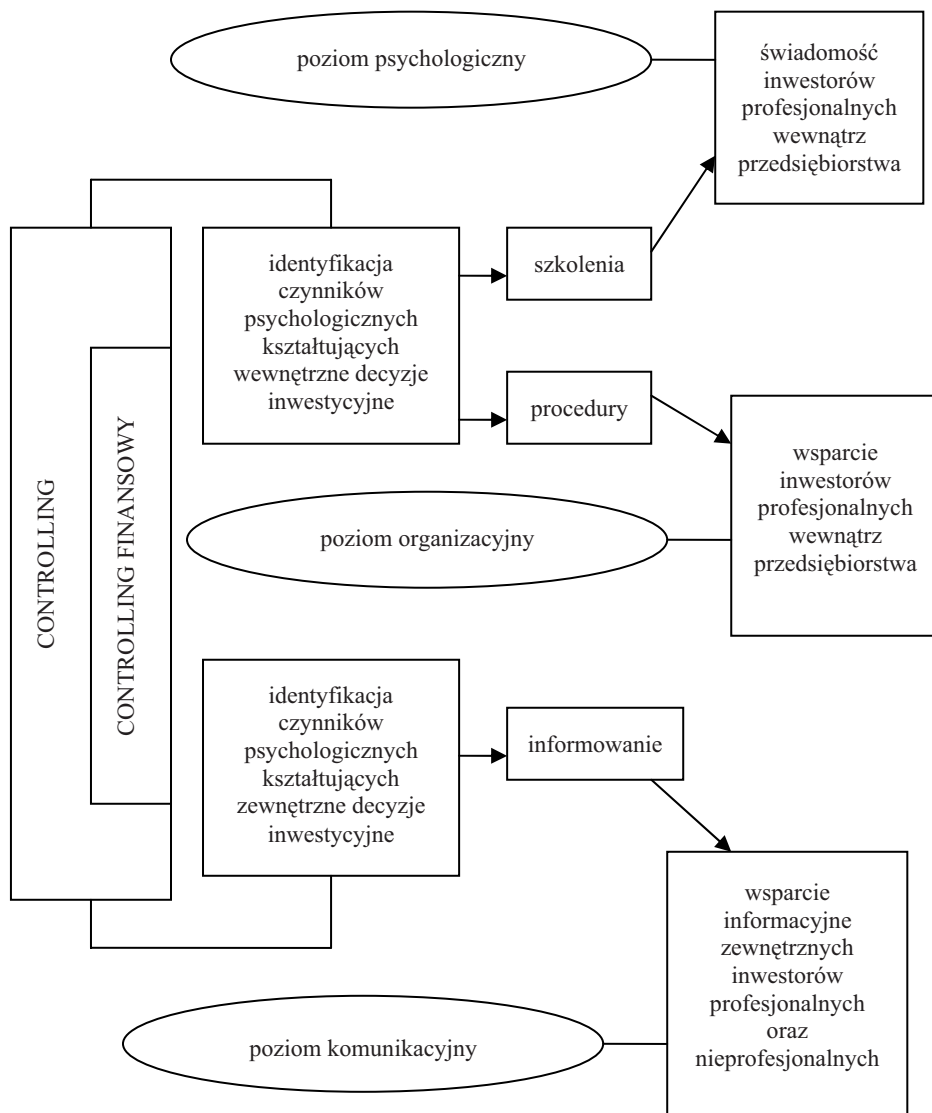 poziom psychologiczny
świadomość
inwestorów
profesjonalnych
wewnątrz
przedsiębiorstwa
CONTROLLING
CONTROLLING FINANSOWY
identyfikacja
czynników
psychologicznych
kształtujących
wewnętrzne decyzje
inwestycyjne
szkolenia
procedury
wsparcie
inwestorów
profesjonalnych
wewnątrz
przedsiębiorstwa
poziom organizacyjny
identyfikacja
czynników
psychologicznych
kształtujących
zewnętrzne decyzje
inwestycyjne
informowanie
wsparcie
informacyjne
zewnętrznych
inwestorów
profesjonalnych
oraz
nieprofesjonalnych
poziom komunikacyjny